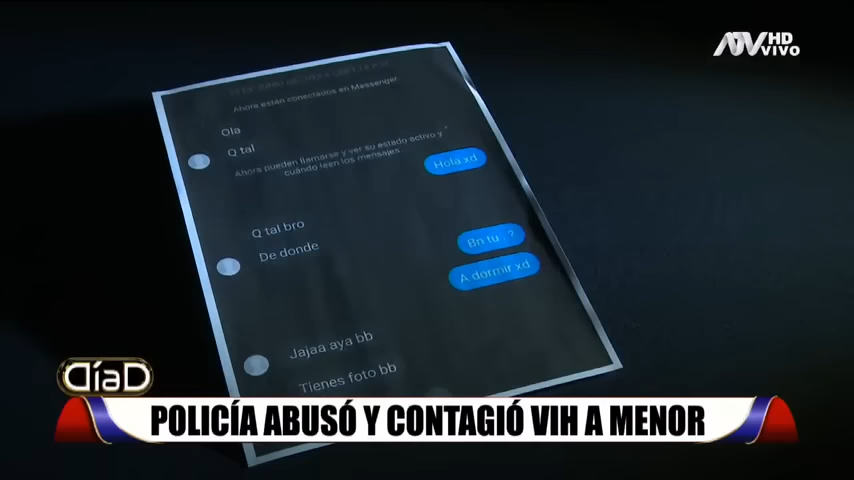 ATV HD
VIVO
Ahora están conectados en Messenger
Ola
Q tal
Ahora pueden llamarse y ver su estado activo y
cuándo leen los mensajes
Hola xd
Q tal bro
De donde
Bn tu..?
A dormir xd
Jajaa aya bb
Tienes foto bb
Día D
POLICÍA ABUSÓ Y CONTAGIÓ VIH A MENOR